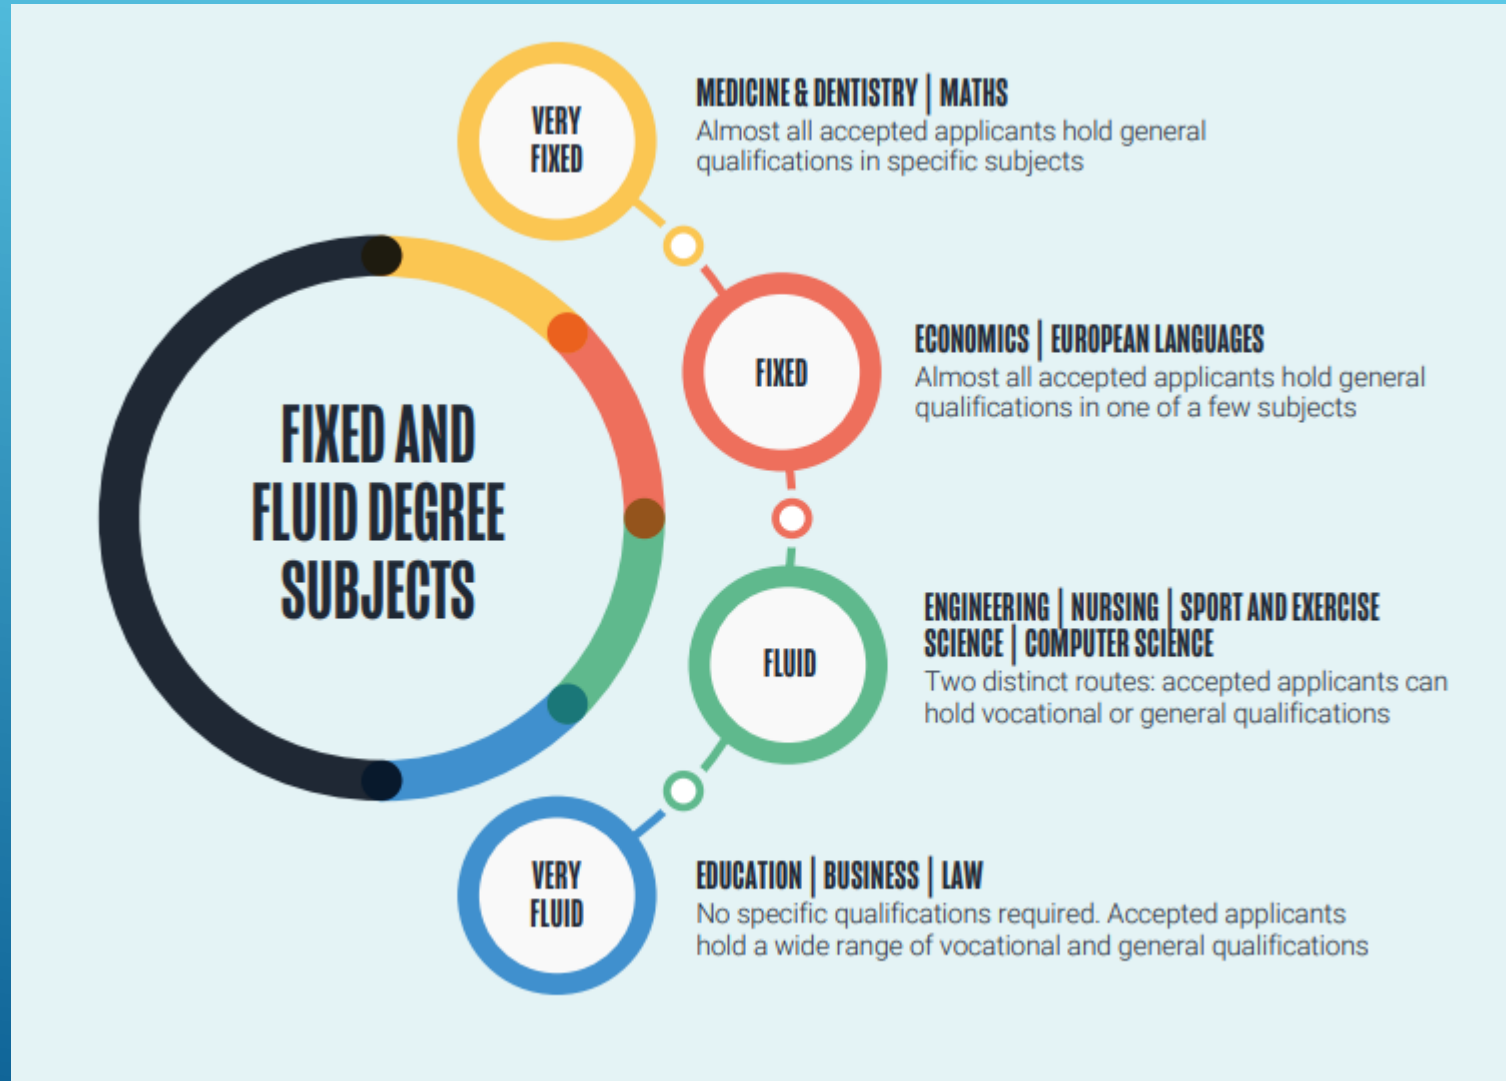 FIXED AND
FLUID DEGREE
SUBJECTS
VERY
FIXED
MEDICINE & DENTISTRY | MATHS
Almost all accepted applicants hold general
qualifications in specific subjects
FIXED
ECONOMICS | EUROPEAN LANGUAGES
Almost all accepted applicants hold general
qualifications in one of a few subjects
FLUID
ENGINEERING | NURSING | SPORT AND EXERCISE
SCIENCE | COMPUTER SCIENCE
Two distinct routes: accepted applicants can
hold vocational or general qualifications
VERY
FLUID
EDUCATION | BUSINESS | LAW
No specific qualifications required. Accepted applicants
hold a wide range of vocational and general qualifications